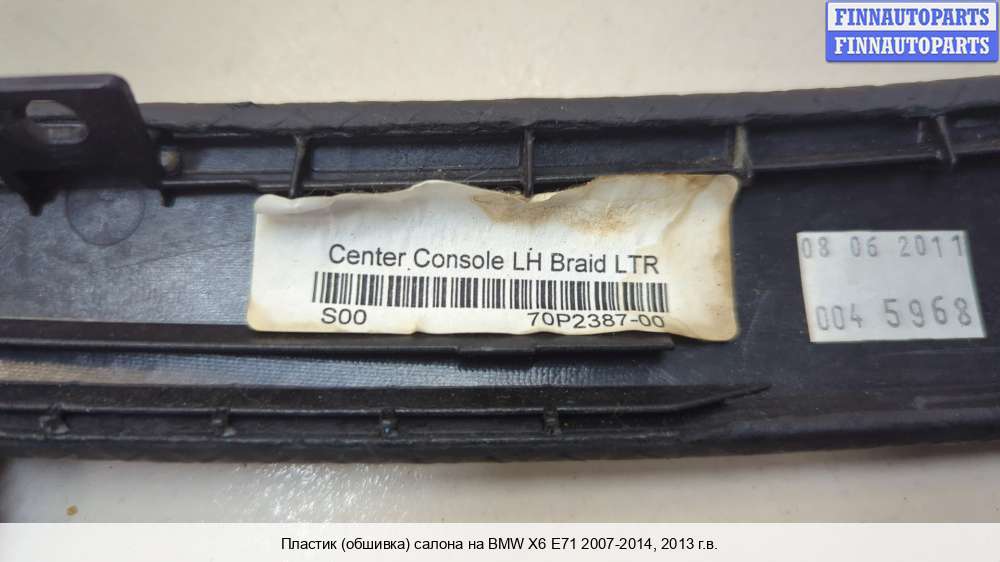 FINNAUTOPARTS
FINNAUTOPARTS
Center Console LH Braid LTR
S00 70P2387-00
08 06 2011
004 5968
Пластик (обшивка) салона на BMW X6 E71 2007-2014, 2013 г.в.